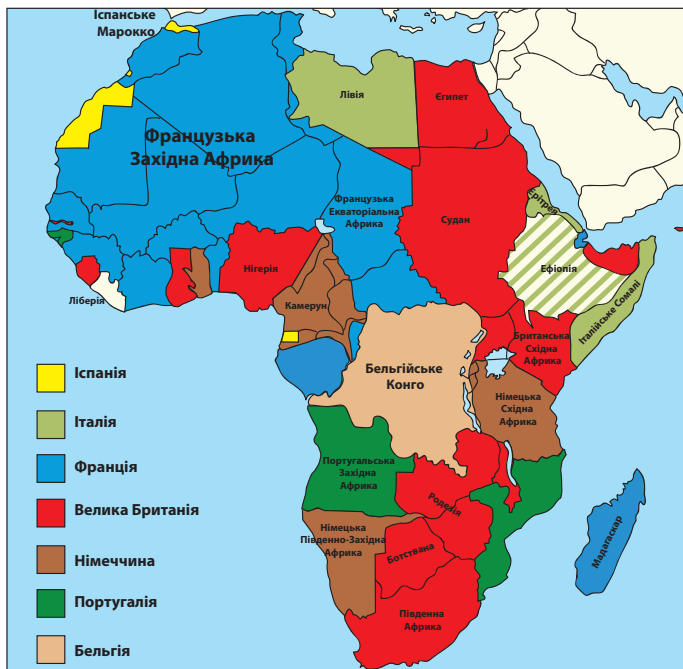 Іспанське
Марокко
Лівія
Єгипет
Французька
Західна Африка
Французька
Екваторіальна
Африка
Судан
Ерітрея
Нігерія
Ефіопія
Ліберія
Камерун
Італійське Сомалі
Британська
Східна
Африка
Бельгійське
Конго
Німецька
Східна
Африка
Португальська
Західна
Африка
Родезія
Мадагаскар
Німецька
Південно-Західна
Африка
Ботствана
Південна
Африка
Іспанія
Італія
Франція
Велика Британія
Німеччина
Португалія
Бельгія